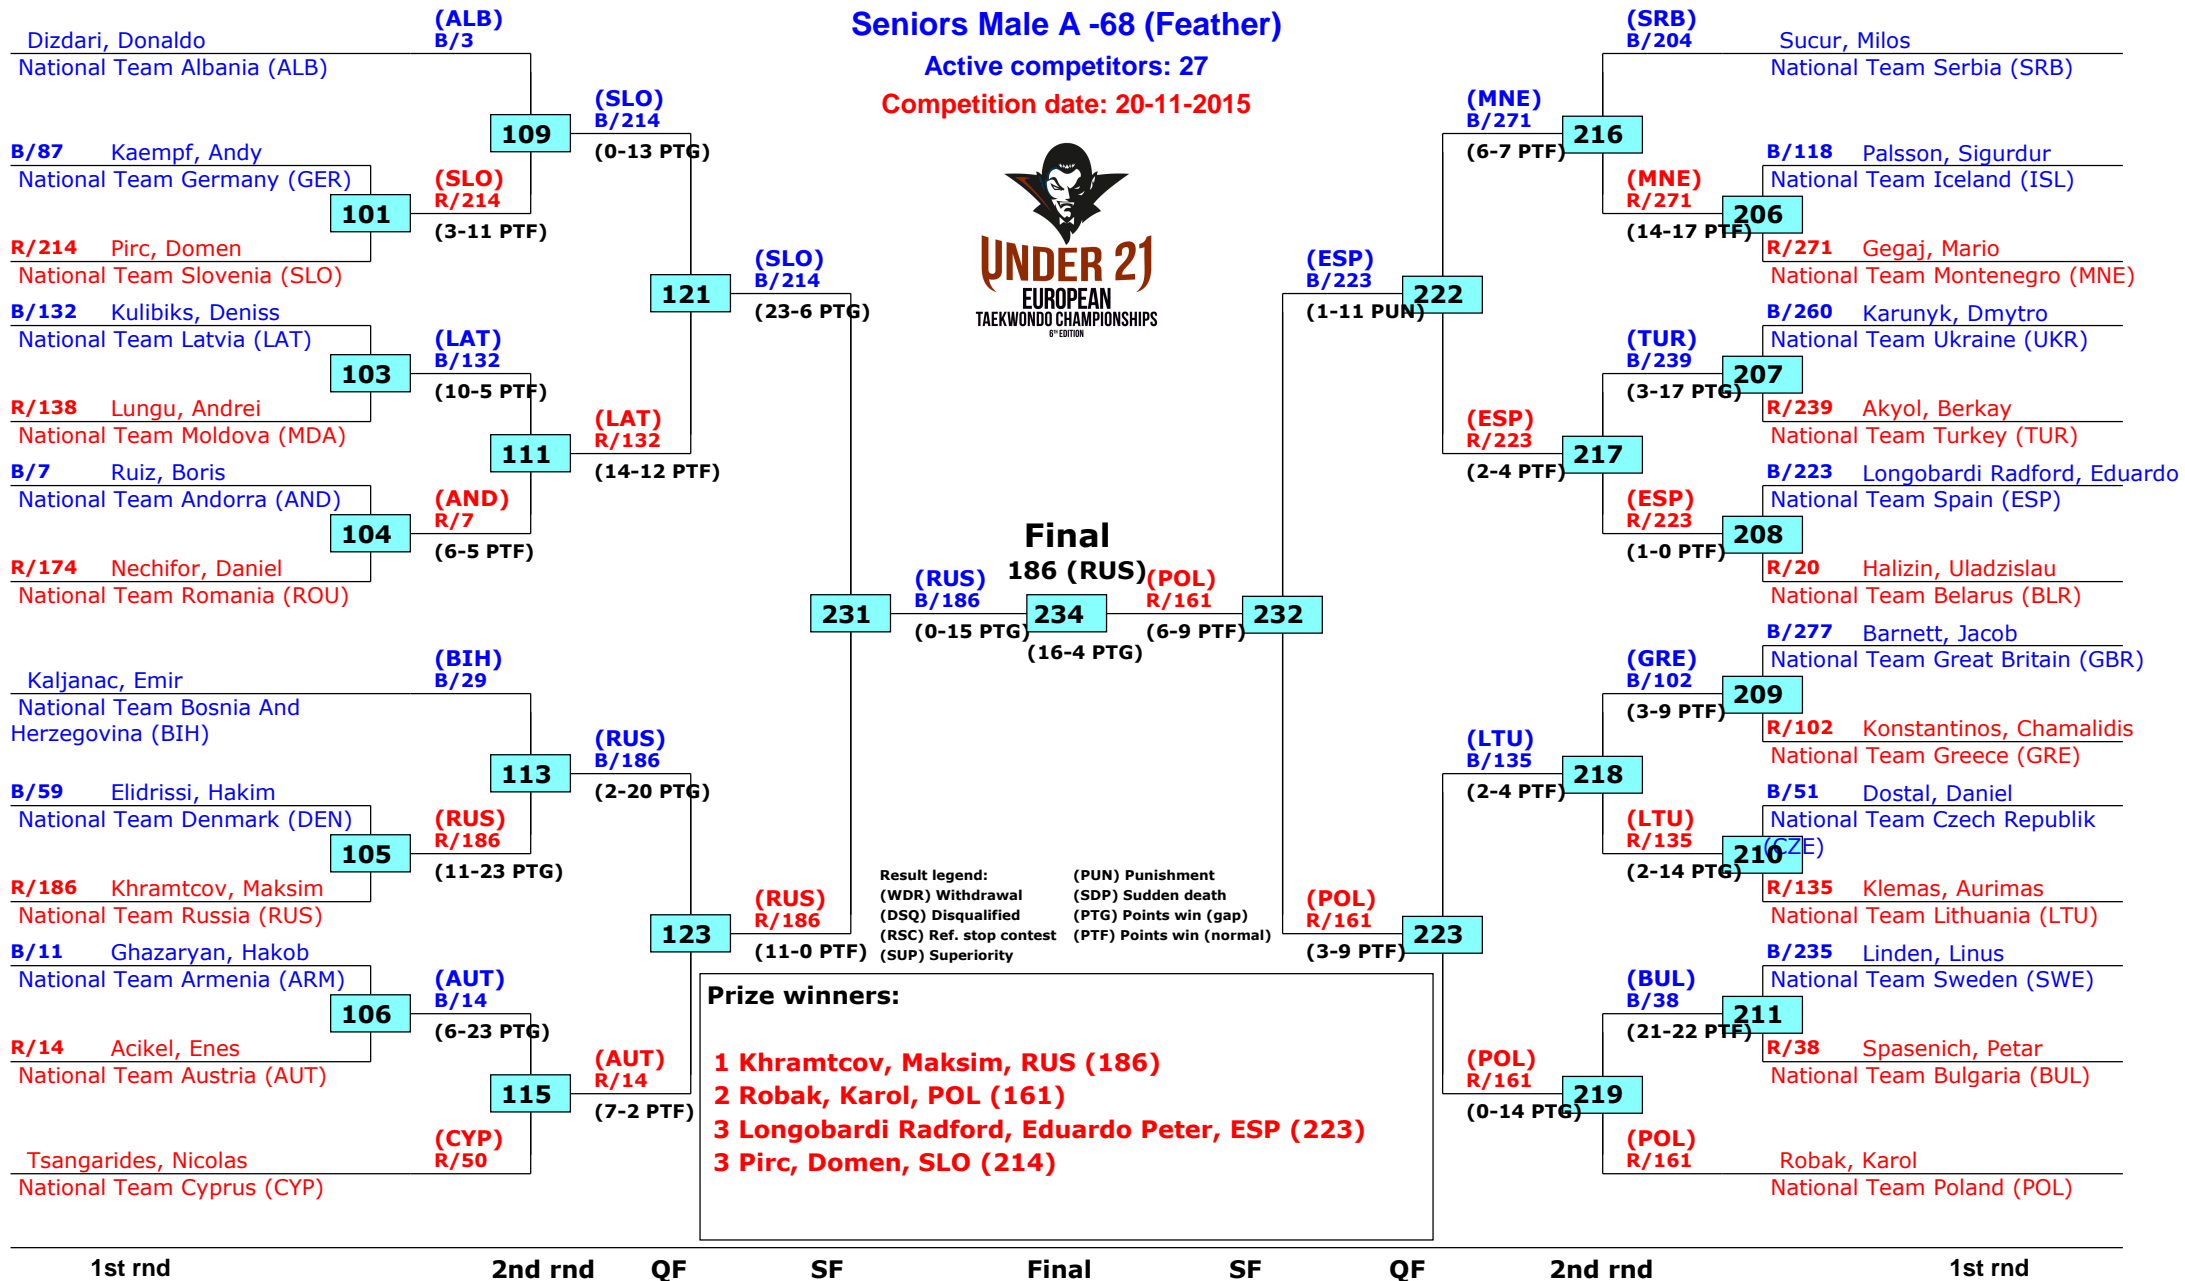 Seniors Male A -68 (Feather)
Active competitors: 27
Competition date: 20-11-2015
UNDER 21
EUROPEAN
TAEKWONDO CHAMPIONSHIPS
6TH EDITION
Dizdari, Donaldo
National Team Albania (ALB)
(ALB)
B/3
B/87 Kaempf, Andy
National Team Germany (GER)
101
R/214 Pirc, Domen
National Team Slovenia (SLO)
(SLO)
R/214
(3-11 PTF)
109
(SLO)
B/214
(0-13 PTG)
B/132 Kulibiks, Deniss
National Team Latvia (LAT)
103
R/138 Lungu, Andrei
National Team Moldova (MDA)
(LAT)
B/132
(10-5 PTF)
B/7 Ruiz, Boris
National Team Andorra (AND)
104
R/174 Nechifor, Daniel
National Team Romania (ROU)
(AND)
R/7
(6-5 PTF)
111
(LAT)
R/132
(14-12 PTF)
121
(SLO)
B/214
(23-6 PTG)
Kaljanac, Emir
National Team Bosnia And
Herzegovina (BIH)
(BIH)
B/29
B/59 Elidrissi, Hakim
National Team Denmark (DEN)
105
R/186 Khramtcov, Maksim
National Team Russia (RUS)
(RUS)
R/186
(11-23 PTG)
113
(RUS)
B/186
(2-20 PTG)
B/11 Ghazaryan, Hakob
National Team Armenia (ARM)
106
R/14 Acikel, Enes
National Team Austria (AUT)
(AUT)
B/14
(6-23 PTG)
Tsangarides, Nicolas
National Team Cyprus (CYP)
(CYP)
R/50
115
(AUT)
R/14
(7-2 PTF)
123
(RUS)
R/186
(11-0 PTF)
231
(RUS)
B/186
(0-15 PTG)
Final
186 (RUS)
234
(16-4 PTG)
(POL)
R/161
(6-9 PTF)
232
(SRB)
B/204
Sucur, Milos
National Team Serbia (SRB)
B/118 Palsson, Sigurdur
National Team Iceland (ISL)
206
R/271 Gegaj, Mario
National Team Montenegro (MNE)
(MNE)
R/271
(14-17 PTF)
216
(MNE)
B/271
(6-7 PTF)
B/260 Karunyk, Dmytro
National Team Ukraine (UKR)
207
R/239 Akyol, Berkay
National Team Turkey (TUR)
(TUR)
B/239
(3-17 PTG)
B/223 Longobardi Radford, Eduardo
National Team Spain (ESP)
208
R/20 Halizin, Uladzislau
National Team Belarus (BLR)
(ESP)
R/223
(1-0 PTF)
217
(ESP)
R/223
(2-4 PTF)
222
(ESP)
B/223
(1-11 PUN)
B/277 Barnett, Jacob
National Team Great Britain (GBR)
209
R/102 Konstantinos, Chamalidis
National Team Greece (GRE)
(GRE)
B/102
(3-9 PTF)
B/51 Dostal, Daniel
National Team Czech Republik
(CZE)
210
R/135 Klemas, Aurimas
National Team Lithuania (LTU)
(LTU)
R/135
(2-14 PTG)
218
(LTU)
B/135
(2-4 PTF)
B/235 Linden, Linus
National Team Sweden (SWE)
211
R/38 Spasenich, Petar
National Team Bulgaria (BUL)
(BUL)
B/38
(21-22 PTF)
(POL)
R/161
Robak, Karol
National Team Poland (POL)
219
(POL)
R/161
(0-14 PTG)
223
(POL)
R/161
(3-9 PTF)
Result legend: (PUN) Punishment
(WDR) Withdrawal (SDP) Sudden death
(DSQ) Disqualified (PTG) Points win (gap)
(RSC) Ref. stop contest (PTF) Points win (normal)
(SUP) Superiority
Prize winners:
1 Khramtcov, Maksim, RUS (186)
2 Robak, Karol, POL (161)
3 Longobardi Radford, Eduardo Peter, ESP (223)
3 Pirc, Domen, SLO (214)
1st rnd 2nd rnd QF SF Final SF QF 2nd rnd 1st rnd